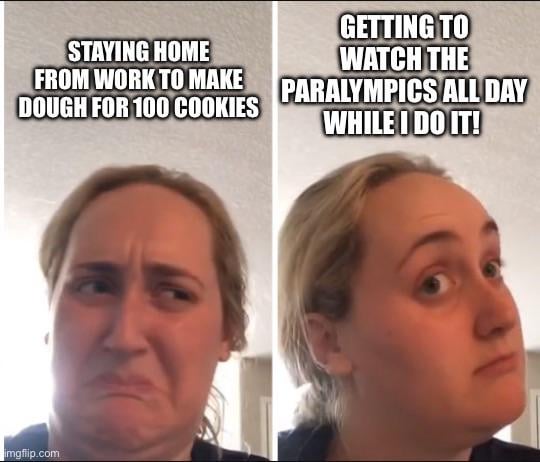 STAYING HOME
FROM WORK TO MAKE
DOUGH FOR 100 COOKIES
GETTING TO
WATCH THE
PARALYMPICS ALL DAY
WHILE I DO IT!
imgflip.com